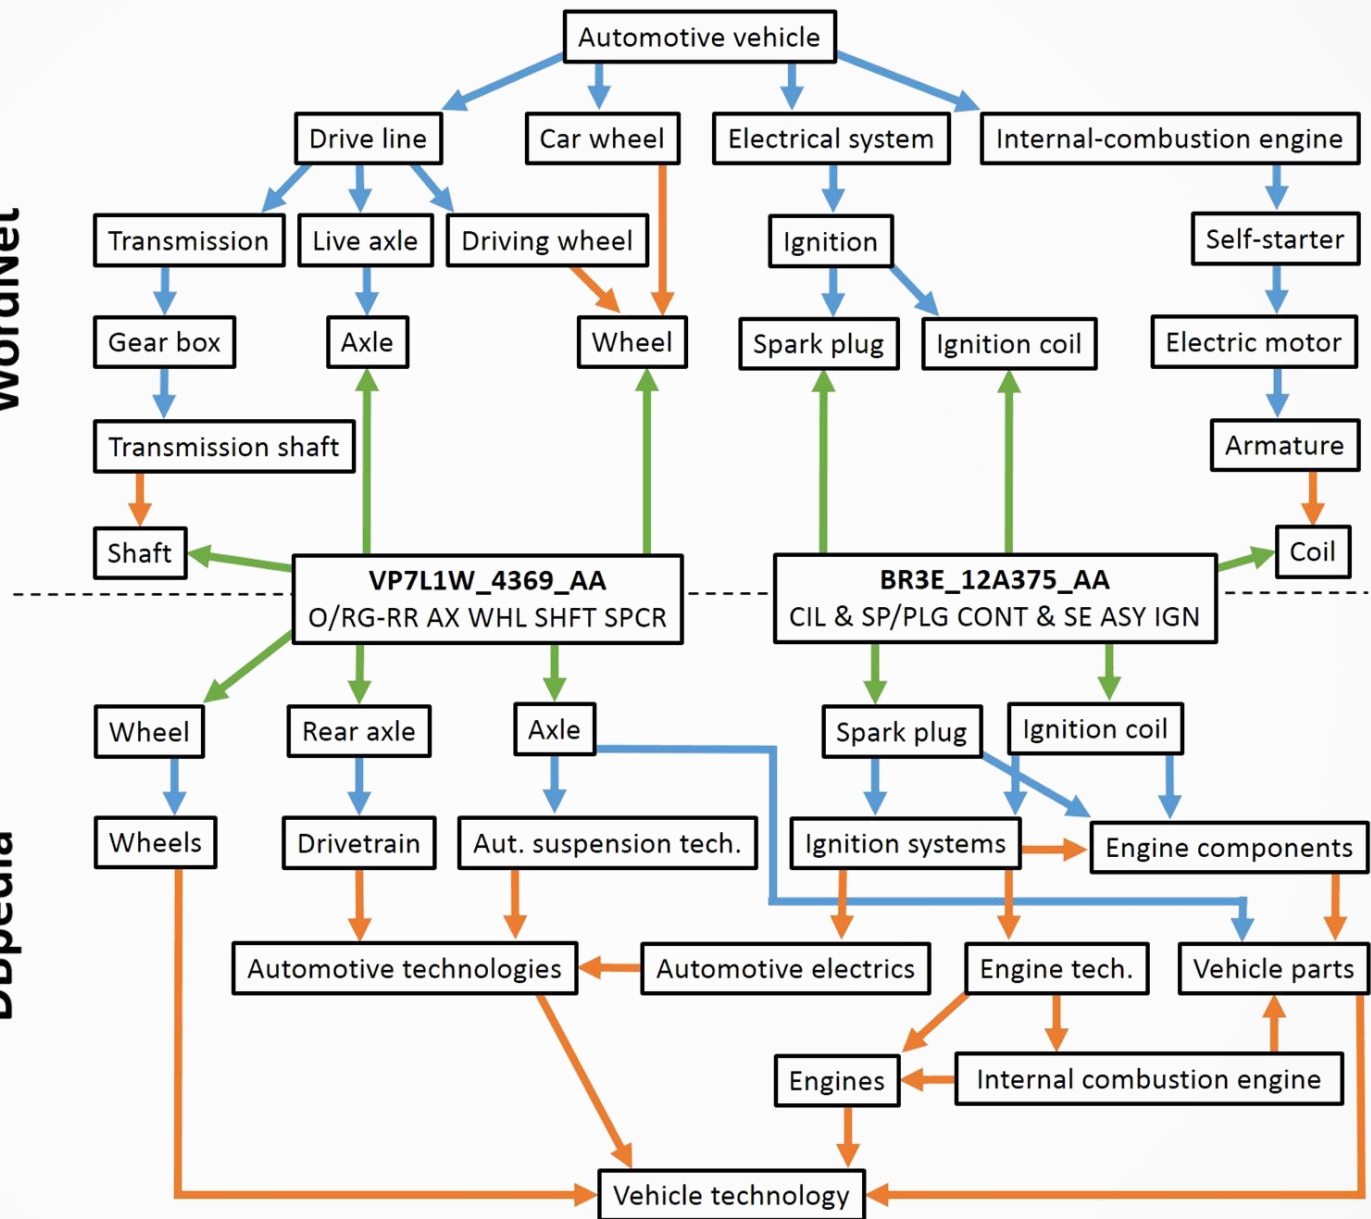 Automotive vehicle
Drive line
Car wheel
Electrical system
Internal-combustion engine
WordNet
Transmission
Live axle
Driving wheel
Ignition
Self-starter
Gear box
Axle
Wheel
Spark plug
Ignition coil
Electric motor
Transmission shaft
Armature
Shaft
Coil
VP7L1W_4369_AA
O/RG-RR AX WHL SHFT SPCR
BR3E_12A375_AA
CIL & SP/PLG CONT & SE ASY IGN
DBpedia
Wheel
Rear axle
Axle
Spark plug
Ignition coil
Wheels
Drivetrain
Aut. suspension tech.
Ignition systems
Engine components
Automotive technologies
Automotive electrics
Engine tech.
Vehicle parts
Engines
Internal combustion engine
Vehicle technology